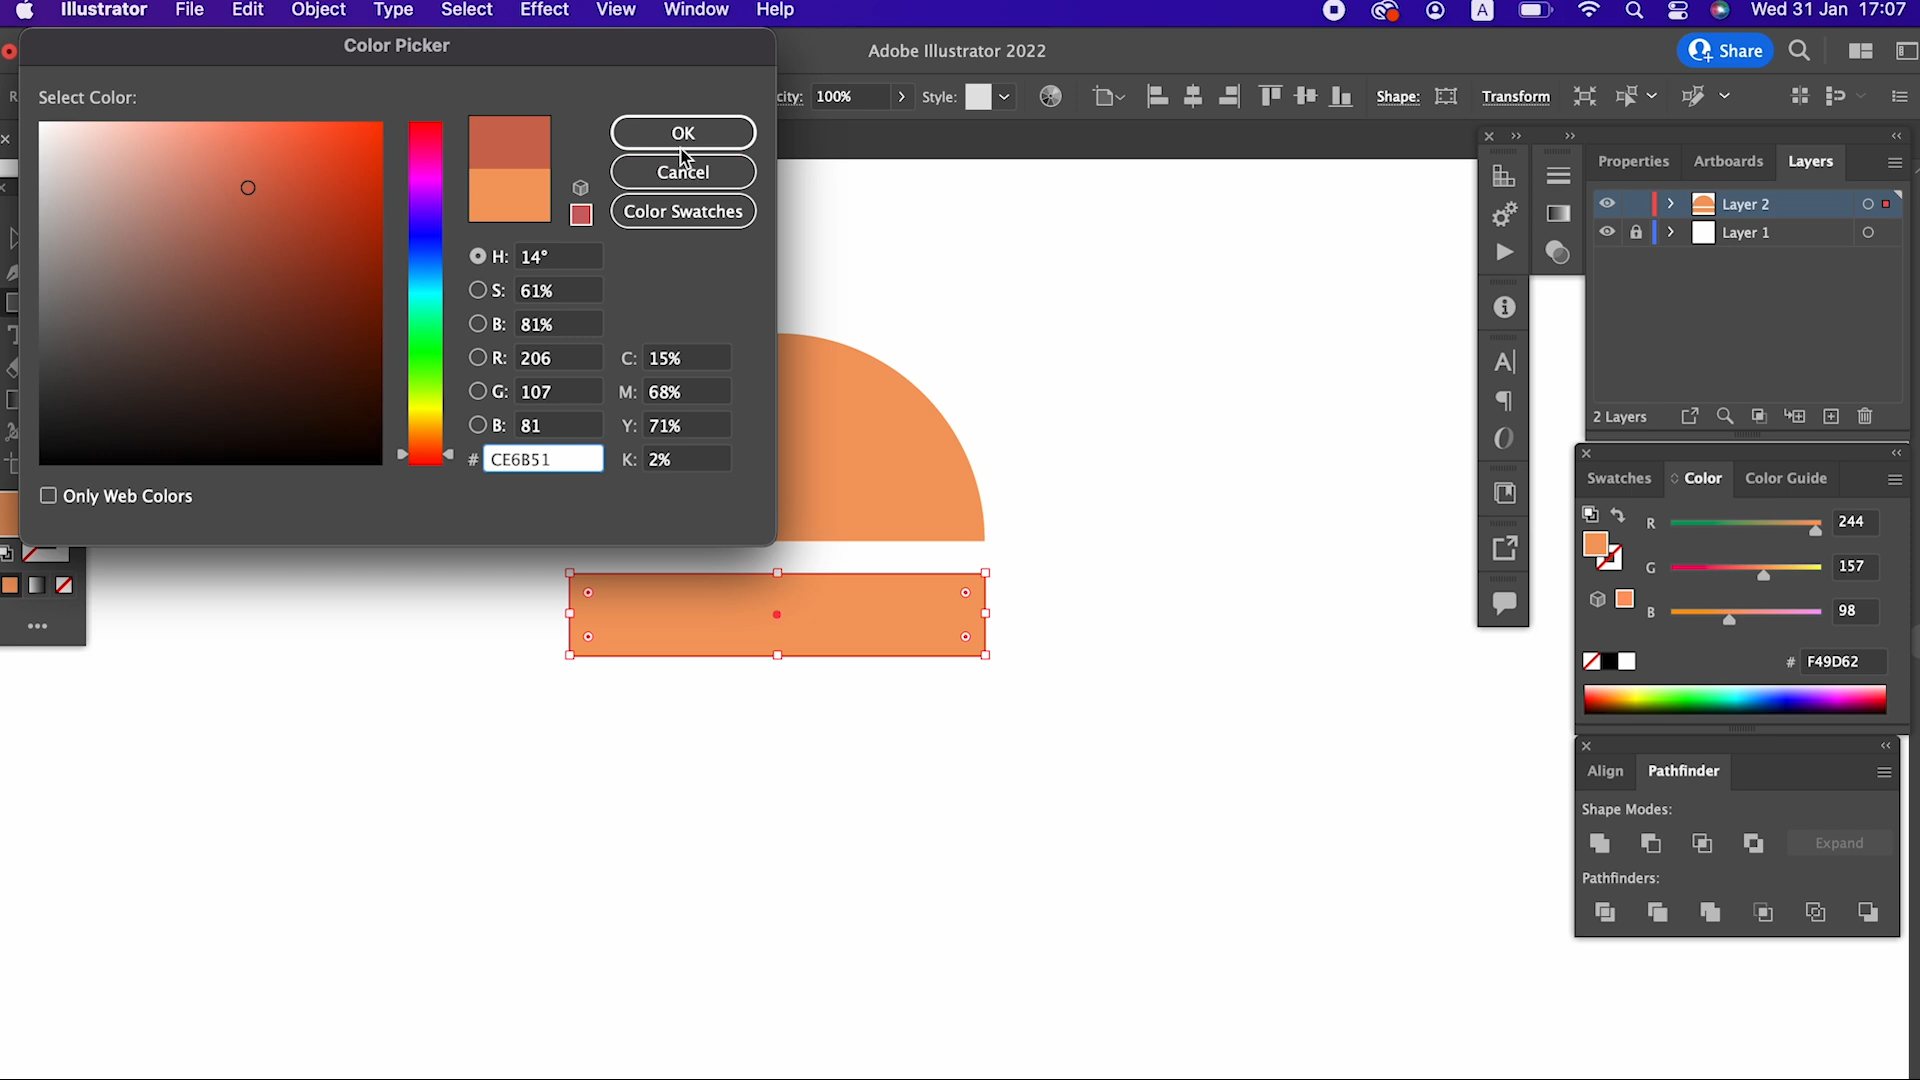 Illustrator File Edit Object Type Select Effect View Window Help A Wed 31 Jan 17:07
Color Picker
Adobe Illustrator 2022
Share
Select Color:
city: 100% Style: Shape: Transform
OK
Cancel
Color Swatches
H: 14°
S: 61%
B: 81%
R: 206 C: 15%
G: 107 M: 68%
B: 81 Y: 71%
# CE6B51 K: 2%
Only Web Colors
Properties Artboards Layers
Layer 2
Layer 1
2 Layers
Swatches Color Color Guide
R 244
G 157
B 98
# F49D62
Align Pathfinder
Shape Modes:
Expand
Pathfinders: